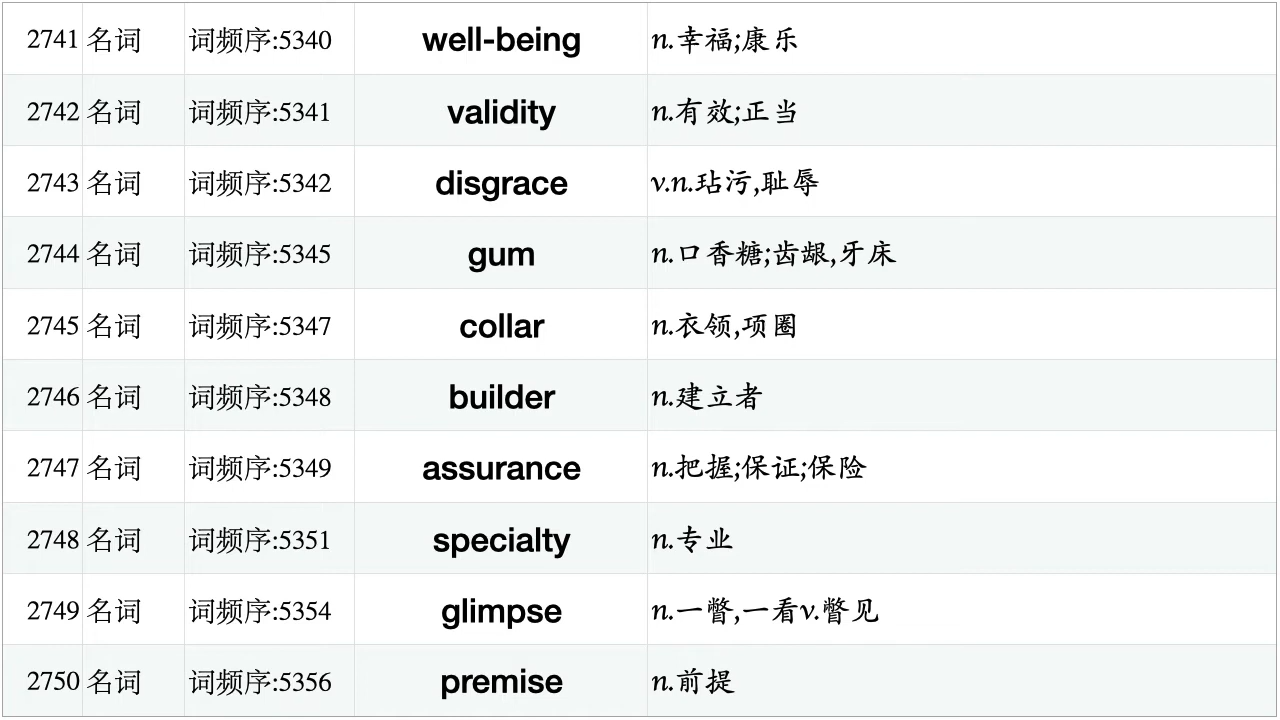 2741 名词 词频序:5340 well-being n.幸福;康乐
2742 名词 词频序:5341 validity n.有效;正当
2743 名词 词频序:5342 disgrace v.n.玷污,耻辱
2744 名词 词频序:5345 gum n.口香糖;齿龈,牙床
2745 名词 词频序:5347 collar n.衣领,项圈
2746 名词 词频序:5348 builder n.建立者
2747 名词 词频序:5349 assurance n.把握;保证;保险
2748 名词 词频序:5351 specialty n.专业
2749 名词 词频序:5354 glimpse n.一瞥,一看v.瞥见
2750 名词 词频序:5356 premise n.前提